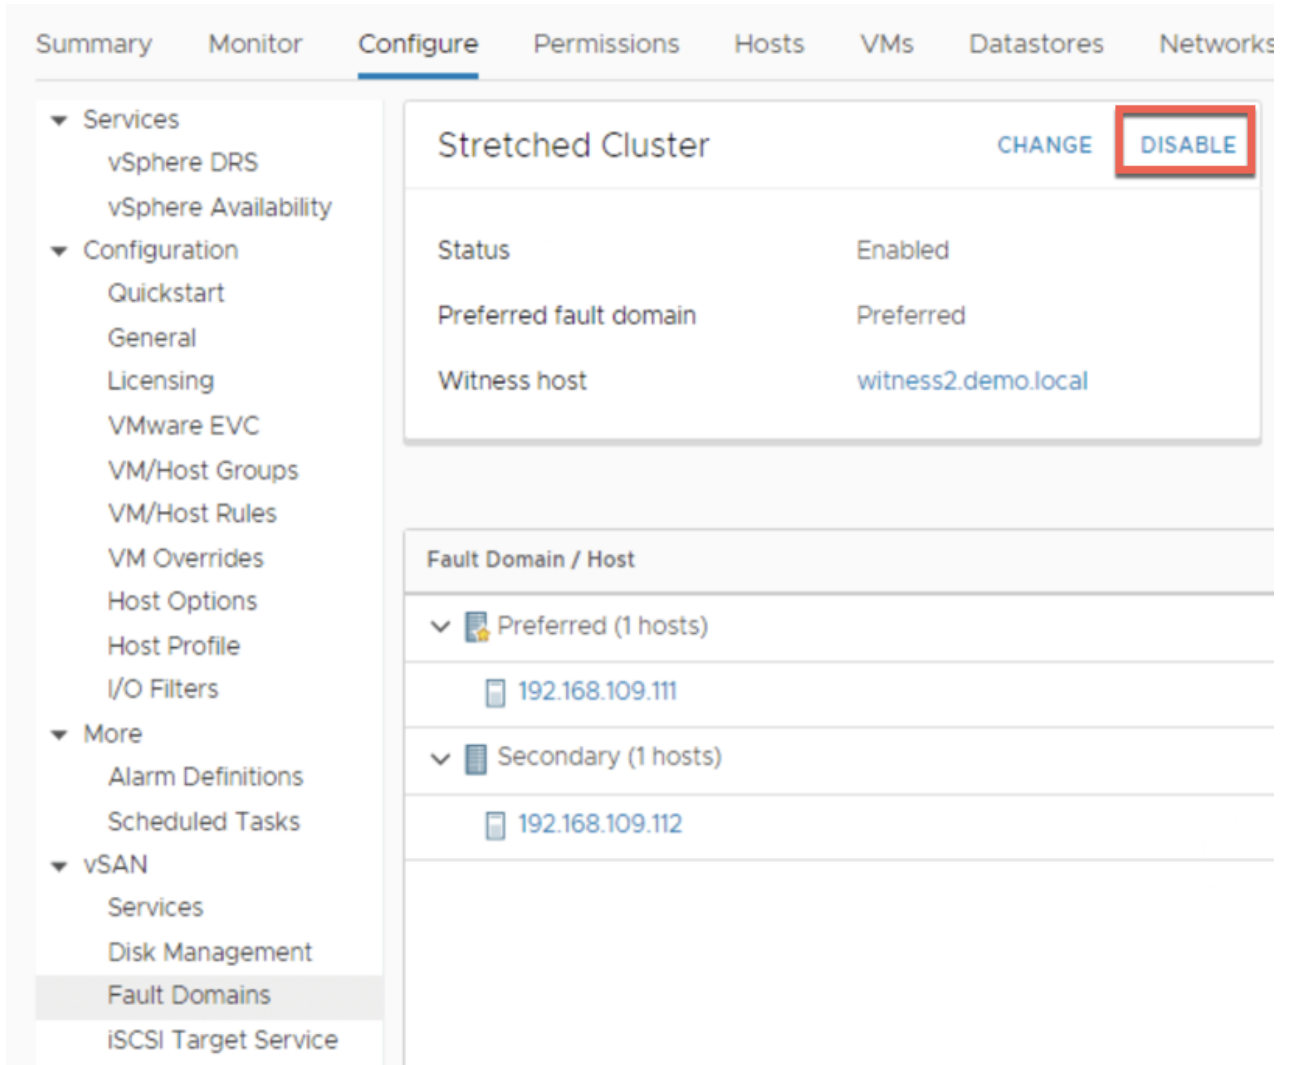 Summary Monitor Configure Permissions Hosts VMs Datastores Networks
Services
vSphere DRS
vSphere Availability
Configuration
Quickstart
General
Licensing
VMware EVC
VM/Host Groups
VM/Host Rules
VM Overrides
Host Options
Host Profile
I/O Filters
More
Alarm Definitions
Scheduled Tasks
vSAN
Services
Disk Management
Fault Domains
iSCSI Target Service
Stretched Cluster CHANGE DISABLE
Status Enabled
Preferred fault domain Preferred
Witness host witness2.demo.local
Fault Domain / Host
Preferred (1 hosts)
192.168.109.111
Secondary (1 hosts)
192.168.109.112